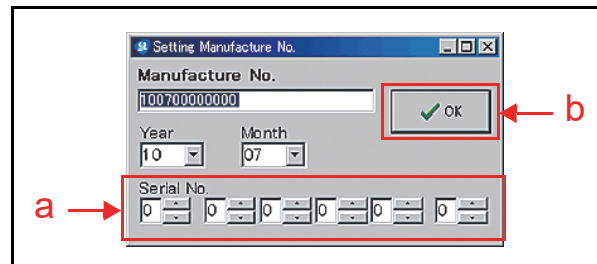 Setting Manufacture No.
Manufacture No.
100700000000
OK
b
Year Month
10 07
Serial No.
a
0 0 0 0 0 0